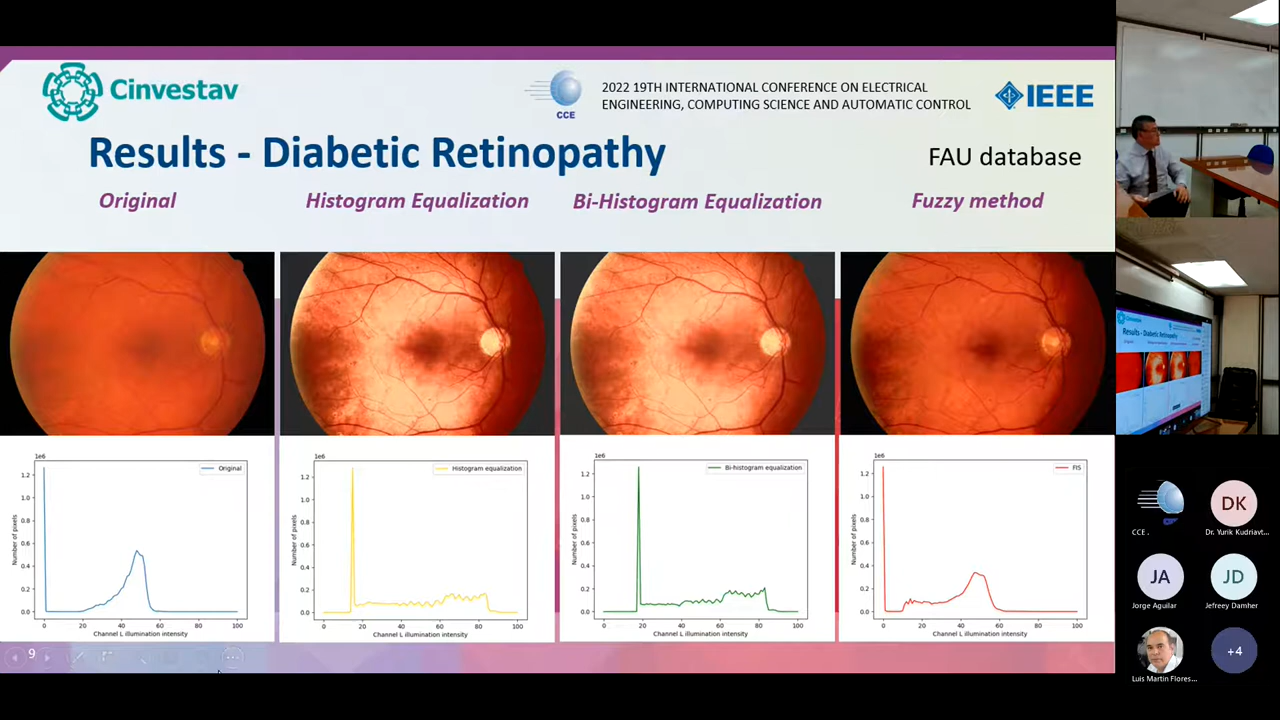 Cinvestav
CCE
2022 19TH INTERNATIONAL CONFERENCE ON ELECTRICAL
ENGINEERING, COMPUTING SCIENCE AND AUTOMATIC CONTROL
IEEE
Results - Diabetic Retinopathy
FAU database
Original
Histogram Equalization
Bi-Histogram Equalization
Fuzzy method
1e6
Original
1.2
1.0
0.8
0.6
0.4
0.2
0.0
Number of pixels
0 20 40 60 80 100
Channel L illumination intensity
1e6
Histogram equalization
1.2
1.0
0.8
0.6
0.4
0.2
0.0
Number of pixels
0 20 40 60 80 100
Channel L illumination intensity
1e6
Bi-histogram equalization
1.2
1.0
0.8
0.6
0.4
0.2
0.0
Number of pixels
0 20 40 60 80 100
Channel L illumination intensity
1e6
FIS
1.2
1.0
0.8
0.6
0.4
0.2
0.0
Number of pixels
0 20 40 60 80 100
Channel L illumination intensity
9
Cinvestav
Results - Diabetic Retinopathy
CCE .
DK
Dr. Yurik Kudriavt...
JA
Jorge Aguilar
JD
Jefreey Damher
Luis Martin Flores...
+4